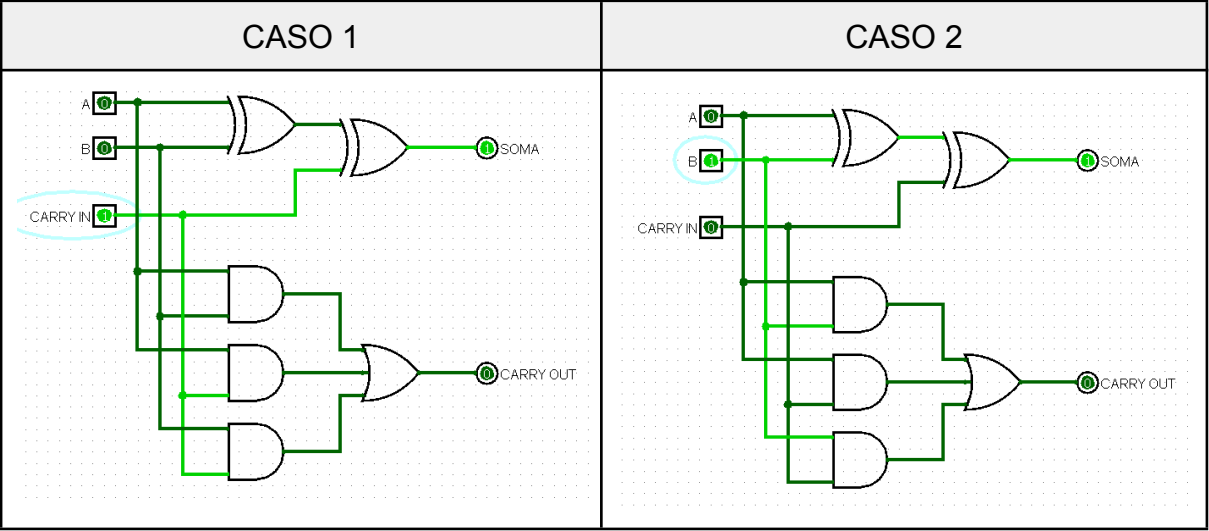 CASO 1
CASO 2
A 0
B 0
CARRY IN 1
1 SOMA
0 CARRY OUT
A 0
B 1
CARRY IN 0
1 SOMA
0 CARRY OUT